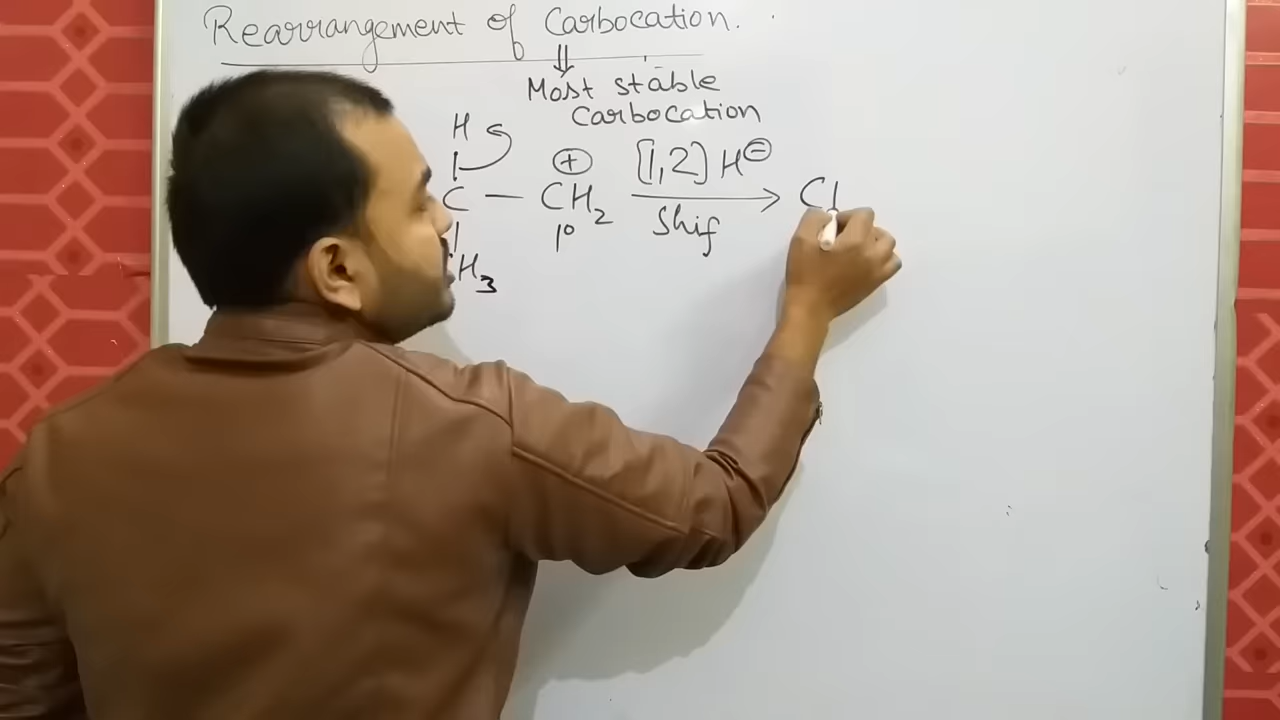 Rearrangement of Carbocation.
⇓
Most stable
Carbocation
H
⊕ [1,2] H⊖
C — CH2 →
1° Shif
H3